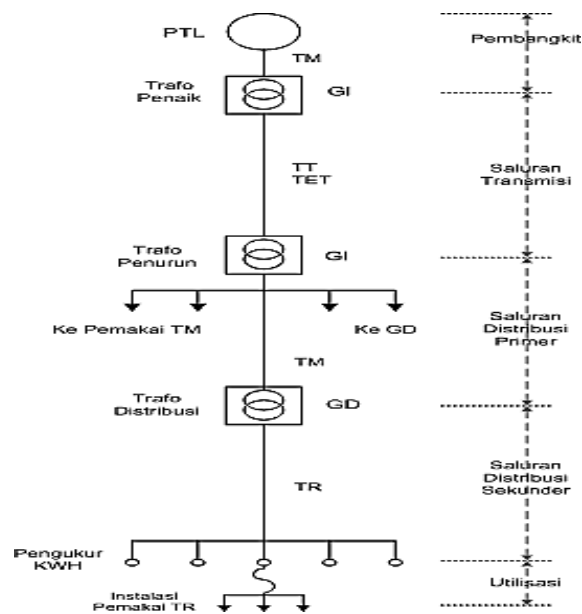 PTL
Pembangkit
TM
Trafo
Penaik
GI
TT
TET
Saluran
Transmisi
Trafo
Penurun
GI
Ke Pemakai TM
Ke GD
Saluran
Distribusi
Primer
TM
Trafo
Distribusi
GD
TR
Saluran
Distribusi
Sekunder
Pengukur
KWH
Instalasi
Pemakai TR
Utilisasi